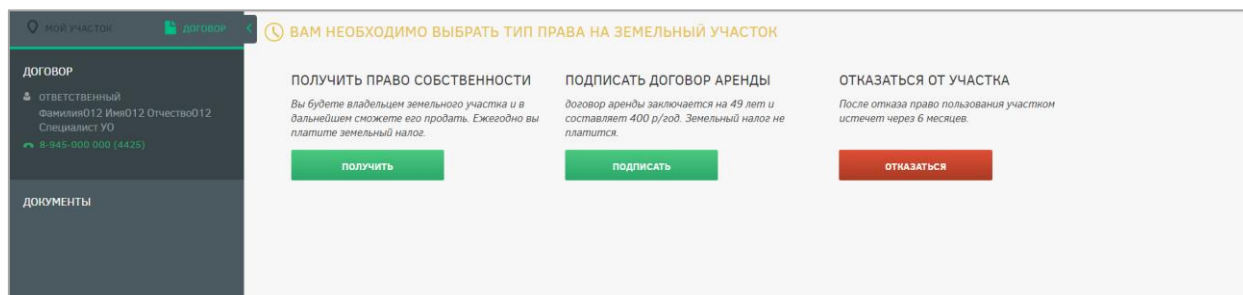 МОЙ УЧАСТОК
ДОГОВОР
ВАМ НЕОБХОДИМО ВЫБРАТЬ ТИП ПРАВА НА ЗЕМЕЛЬНЫЙ УЧАСТОК
ДОГОВОР
ОТВЕТСТВЕННЫЙ
Фамилия012 Имя012 Отчество012
Специалист УО
8-945-000 000 (4425)
ДОКУМЕНТЫ
ПОЛУЧИТЬ ПРАВО СОБСТВЕННОСТИ
Вы будете владельцем земельного участка и в
дальнейшем сможете его продать. Ежегодно вы
платите земельный налог.
ПОЛУЧИТЬ
ПОДПИСАТЬ ДОГОВОР АРЕНДЫ
договор аренды заключается на 49 лет и
составляет 400 р/год. Земельный налог не
платится.
ПОДПИСАТЬ
ОТКАЗАТЬСЯ ОТ УЧАСТКА
После отказа право пользования участком
истечет через 6 месяцев.
ОТКАЗАТЬСЯ